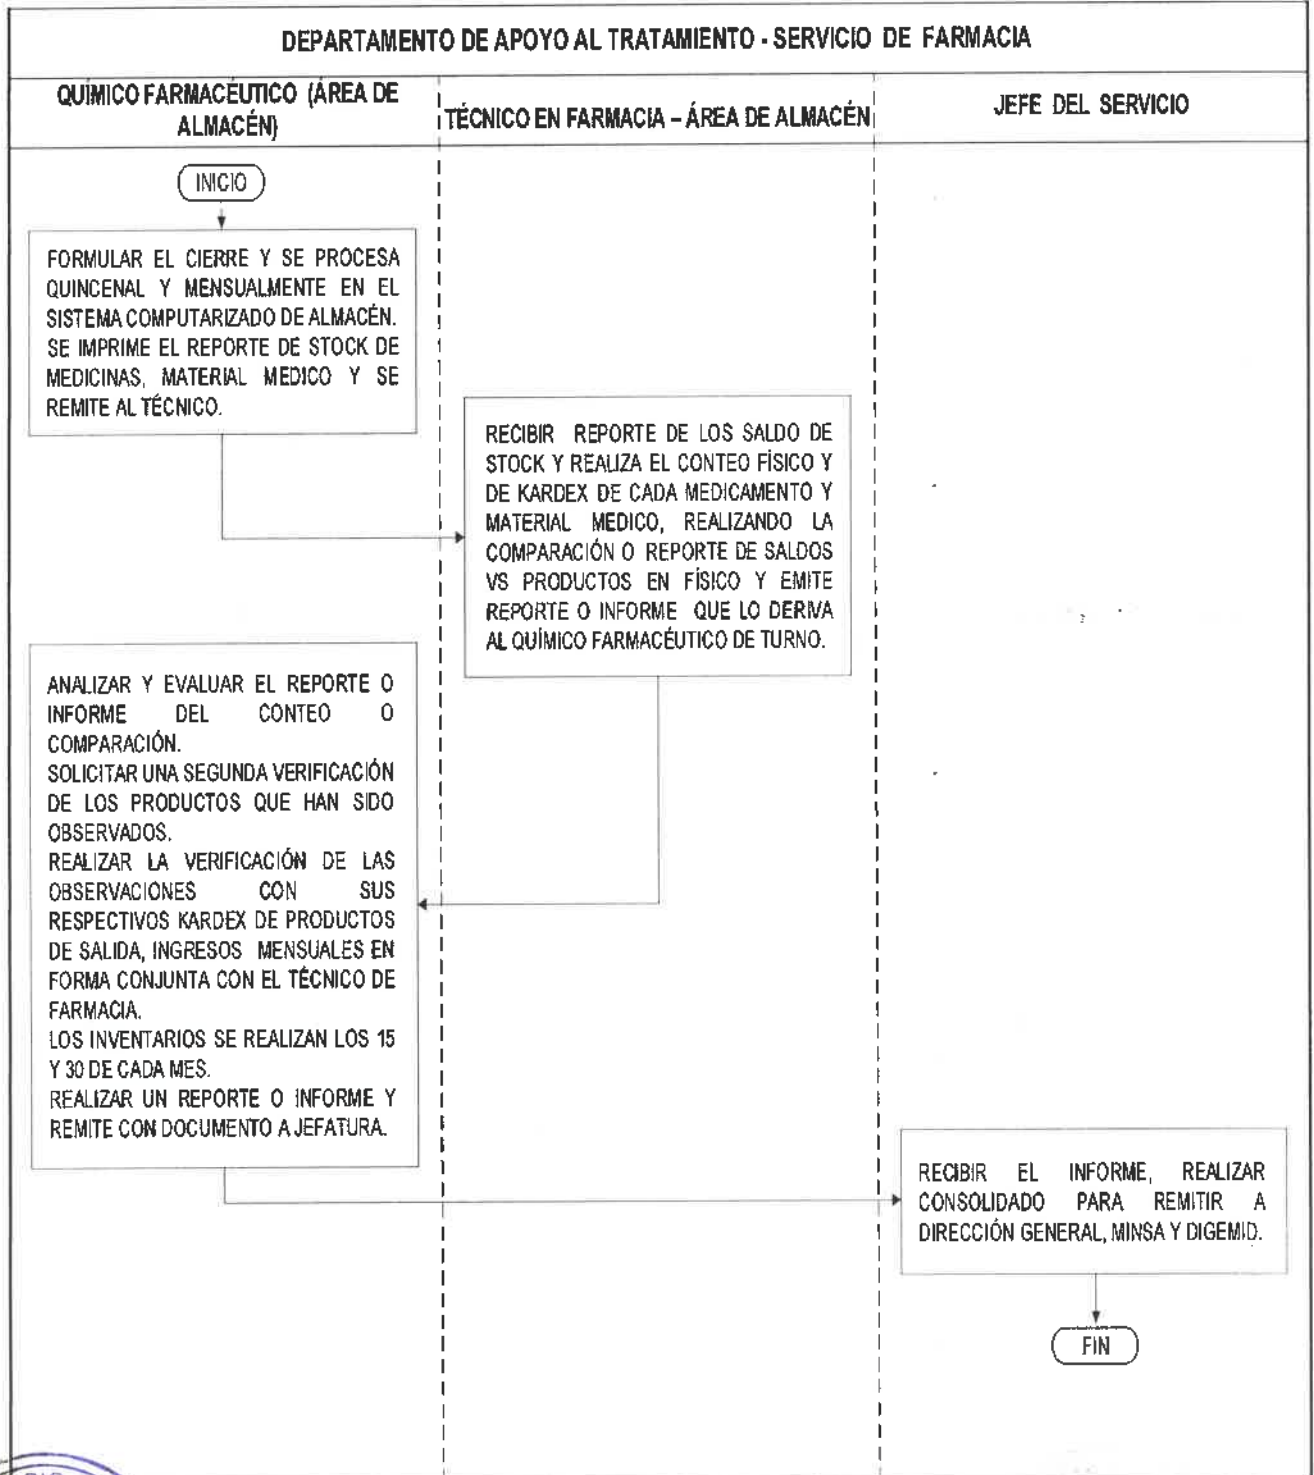 DEPARTAMENTO DE APOYO AL TRATAMIENTO - SERVICIO DE FARMACIA
QUÍMICO FARMACÉUTICO (ÁREA DE
ALMACÉN)
TÉCNICO EN FARMACIA – ÁREA DE ALMACÉN
JEFE DEL SERVICIO
INICIO
FORMULAR EL CIERRE Y SE PROCESA
QUINCENAL Y MENSUALMENTE EN EL
SISTEMA COMPUTARIZADO DE ALMACÉN.
SE IMPRIME EL REPORTE DE STOCK DE
MEDICINAS, MATERIAL MEDICO Y SE
REMITE AL TÉCNICO.
RECIBIR REPORTE DE LOS SALDO DE
STOCK Y REALIZA EL CONTEO FÍSICO Y
DE KARDEX DE CADA MEDICAMENTO Y
MATERIAL MEDICO, REALIZANDO LA
COMPARACIÓN O REPORTE DE SALDOS
VS PRODUCTOS EN FÍSICO Y EMITE
REPORTE O INFORME QUE LO DERIVA
AL QUÍMICO FARMACÉUTICO DE TURNO.
ANALIZAR Y EVALUAR EL REPORTE O
INFORME DEL CONTEO O
COMPARACIÓN.
SOLICITAR UNA SEGUNDA VERIFICACIÓN
DE LOS PRODUCTOS QUE HAN SIDO
OBSERVADOS.
REALIZAR LA VERIFICACIÓN DE LAS
OBSERVACIONES CON SUS
RESPECTIVOS KARDEX DE PRODUCTOS
DE SALIDA, INGRESOS MENSUALES EN
FORMA CONJUNTA CON EL TÉCNICO DE
FARMACIA.
LOS INVENTARIOS SE REALIZAN LOS 15
Y 30 DE CADA MES.
REALIZAR UN REPORTE O INFORME Y
REMITE CON DOCUMENTO A JEFATURA.
RECIBIR EL INFORME, REALIZAR
CONSOLIDADO PARA REMITIR A
DIRECCIÓN GENERAL, MINSA Y DIGEMID.
FIN